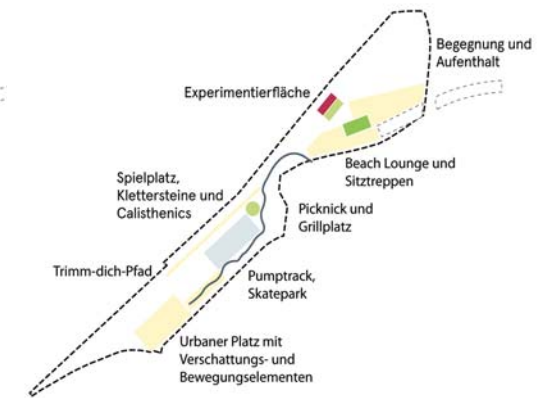 Begegnung und
Aufenthalt
Experimentierfläche
Beach Lounge und
Sitztreppen
Spielplatz,
Klettersteine und
Calisthenics
Picknick und
Grillplatz
Trimm-dich-Pfad
Pumptrack,
Skatepark
Urbaner Platz mit
Verschattungs- und
Bewegungselementen